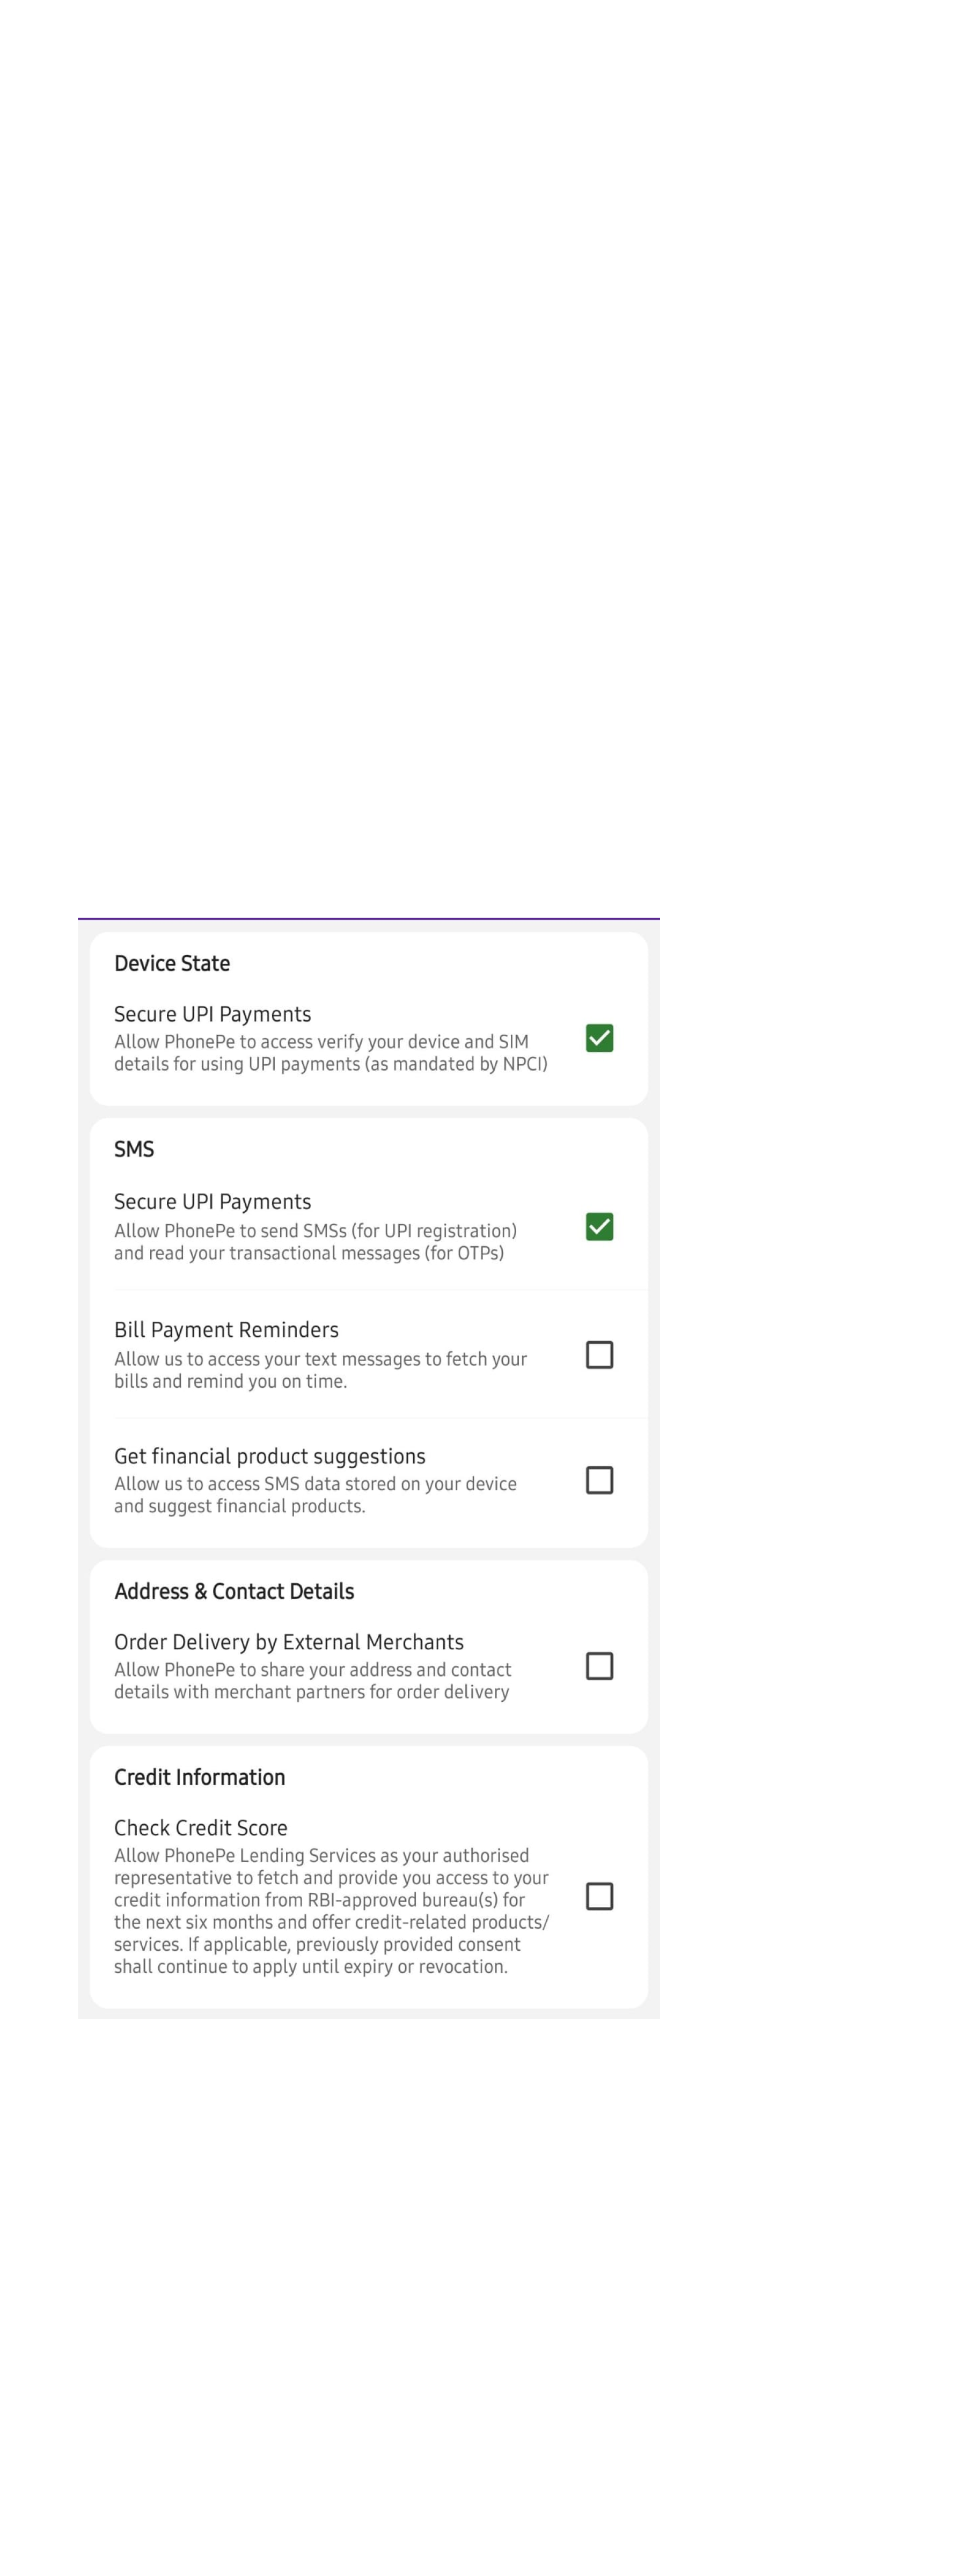 Device State
Secure UPI Payments
Allow PhonePe to access verify your device and SIM
details for using UPI payments (as mandated by NPCI)
SMS
Secure UPI Payments
Allow PhonePe to send SMSs (for UPI registration)
and read your transactional messages (for OTPs)
Bill Payment Reminders
Allow us to access your text messages to fetch your
bills and remind you on time.
Get financial product suggestions
Allow us to access SMS data stored on your device
and suggest financial products.
Address & Contact Details
Order Delivery by External Merchants
Allow PhonePe to share your address and contact
details with merchant partners for order delivery
Credit Information
Check Credit Score
Allow PhonePe Lending Services as your authorised
representative to fetch and provide you access to your
credit information from RBI-approved bureau(s) for
the next six months and offer credit-related products/
services. If applicable, previously provided consent
shall continue to apply until expiry or revocation.